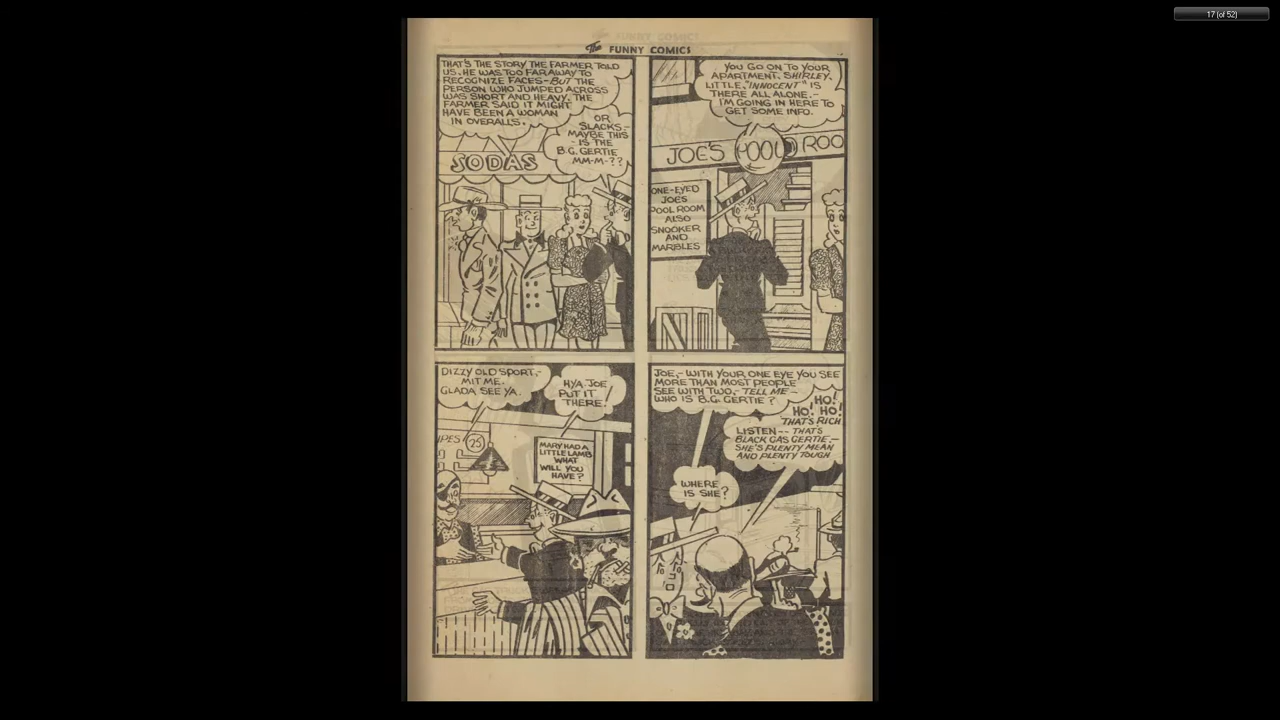 17 (of 52)
The FUNNY COMICS
THAT'S THE STORY THE FARMER TOLD
US. HE WAS TOO FAR AWAY TO
RECOGNIZE FACES-BUT THE
PERSON WHO JUMPED ACROSS
WAS SHORT AND HEAVY. THE
FARMER SAID IT MIGHT
HAVE BEEN A WOMAN
IN OVERALLS.
OR
SLACKS.-
MAYBE THIS
- IS THE
B.G. GERTIE
MM-M-??
SODAS
YOU GO ON TO YOUR
APARTMENT, SHIRLEY.
LITTLE "INNOCENT" IS
THERE ALL ALONE.-
I'M GOING IN HERE TO
GET SOME INFO.
JOE'S POOL ROO
ONE-EYED
JOES
POOL ROOM
ALSO
SNOOKER
AND
MARBLES
DIZZY OLD SPORT,-
MIT ME.
GLADA SEE YA.
HYA JOE
PUT IT
THERE.
IPES 25
MARY HAD A
LITTLE LAMB
WHAT
WILL YOU
HAVE?
JOE,- WITH YOUR ONE EYE YOU SEE
MORE THAN MOST PEOPLE
SEE WITH TWO,- TELL ME-
WHO IS B.G. GERTIE?
HO!
HO! HO!
THAT'S RICH
LISTEN-- THAT'S
BLACK GAS GERTIE,-
SHE'S PLENTY MEAN
AND PLENTY TOUGH
WHERE
IS SHE?